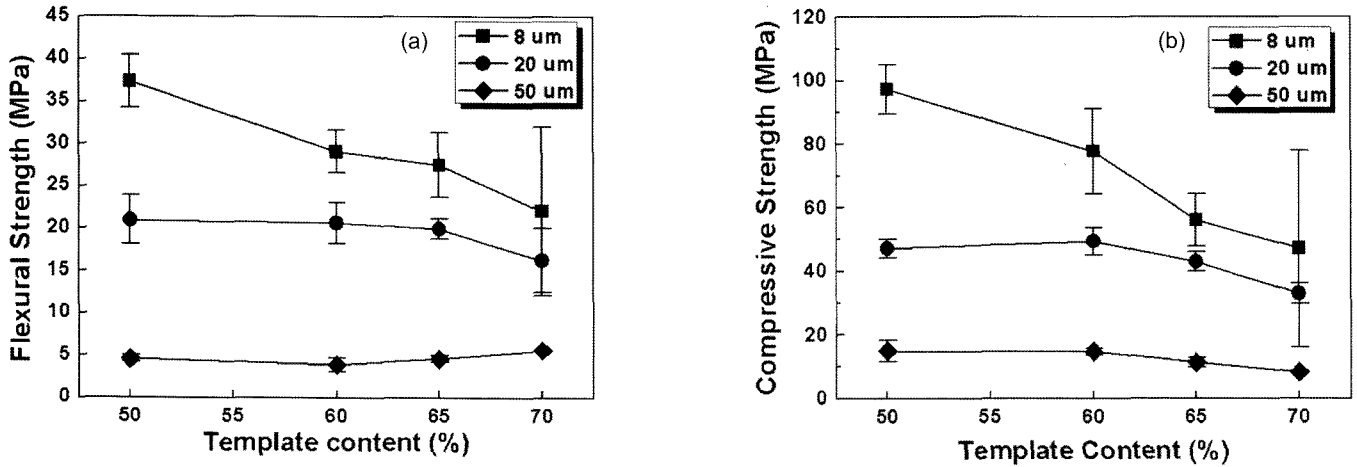 (a)
8 um
20 um
50 um
Flexural Strength (MPa)
45
40
35
30
25
20
15
10
5
0
50
55
60
65
70
Template content (%)
(b)
8 um
20 um
50 um
Compressive Strength (MPa)
120
100
80
60
40
20
0
50
55
60
65
70
Template Content (%)